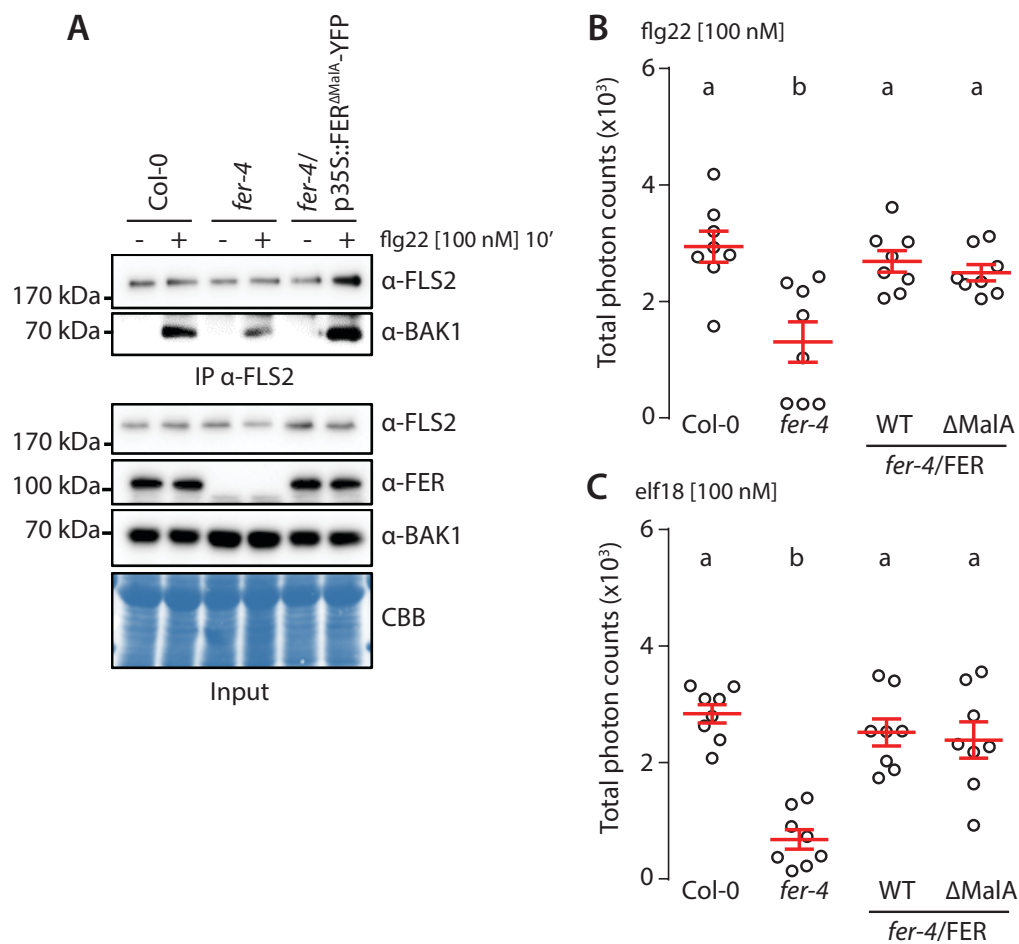 A
Col-0
fer-4
fer-4/
p35S::FER^ΔMalA-YFP
- + - + - + flg22 [100 nM] 10’
170 kDa α-FLS2
70 kDa α-BAK1
IP α-FLS2
170 kDa α-FLS2
100 kDa α-FER
70 kDa α-BAK1
CBB
Input
B flg22 [100 nM]
Total photon counts (x10³)
6
4
2
0
a b a a
Col-0 fer-4 WT ΔMalA
fer-4/FER
C elf18 [100 nM]
Total photon counts (x10³)
6
4
2
0
a b a a
Col-0 fer-4 WT ΔMalA
fer-4/FER